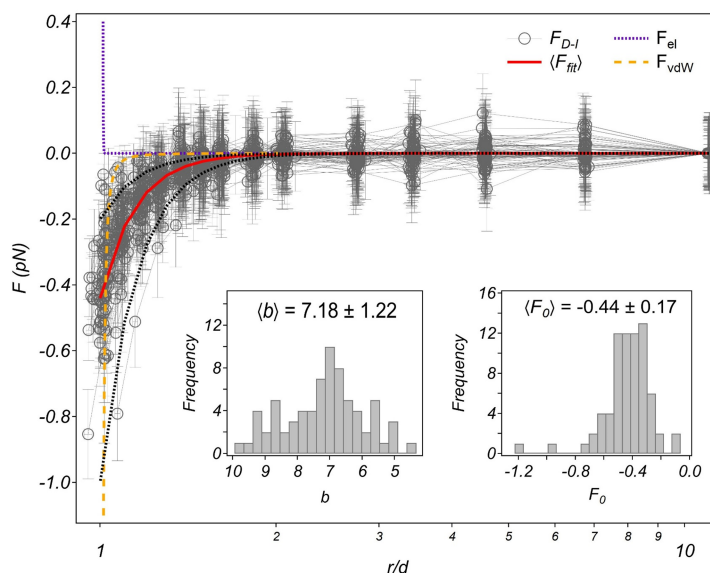 0.4
0.2
0.0
-0.2
-0.4
-0.6
-0.8
-1.0
F (pN)
F_D-I
⟨F_fit⟩
F_el
F_vdW
⟨b⟩ = 7.18 ± 1.22
12
8
4
0
Frequency
10 9 8 7 6 5
b
⟨F_0⟩ = -0.44 ± 0.17
16
12
8
4
0
Frequency
-1.2 -0.8 -0.4 0.0
F_0
1 2 3 4 5 6 7 8 9 10
r/d